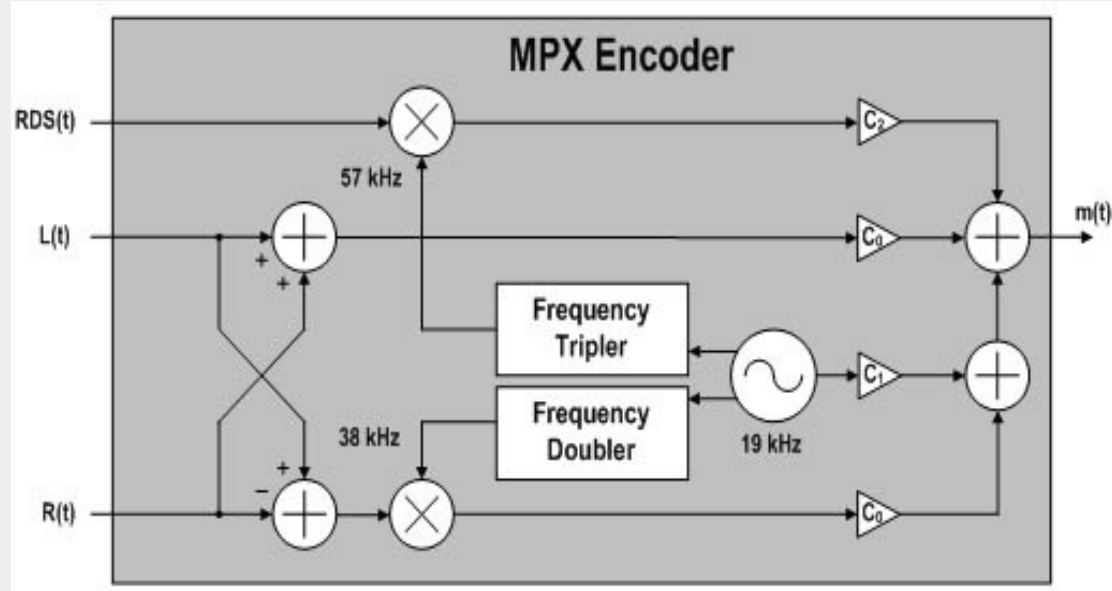 MPX Encoder
RDS(t)
C2
57 kHz
L(t)
+
+
C0
m(t)
Frequency
Tripler
Frequency
Doubler
C1
19 kHz
38 kHz
+
−
R(t)
C0